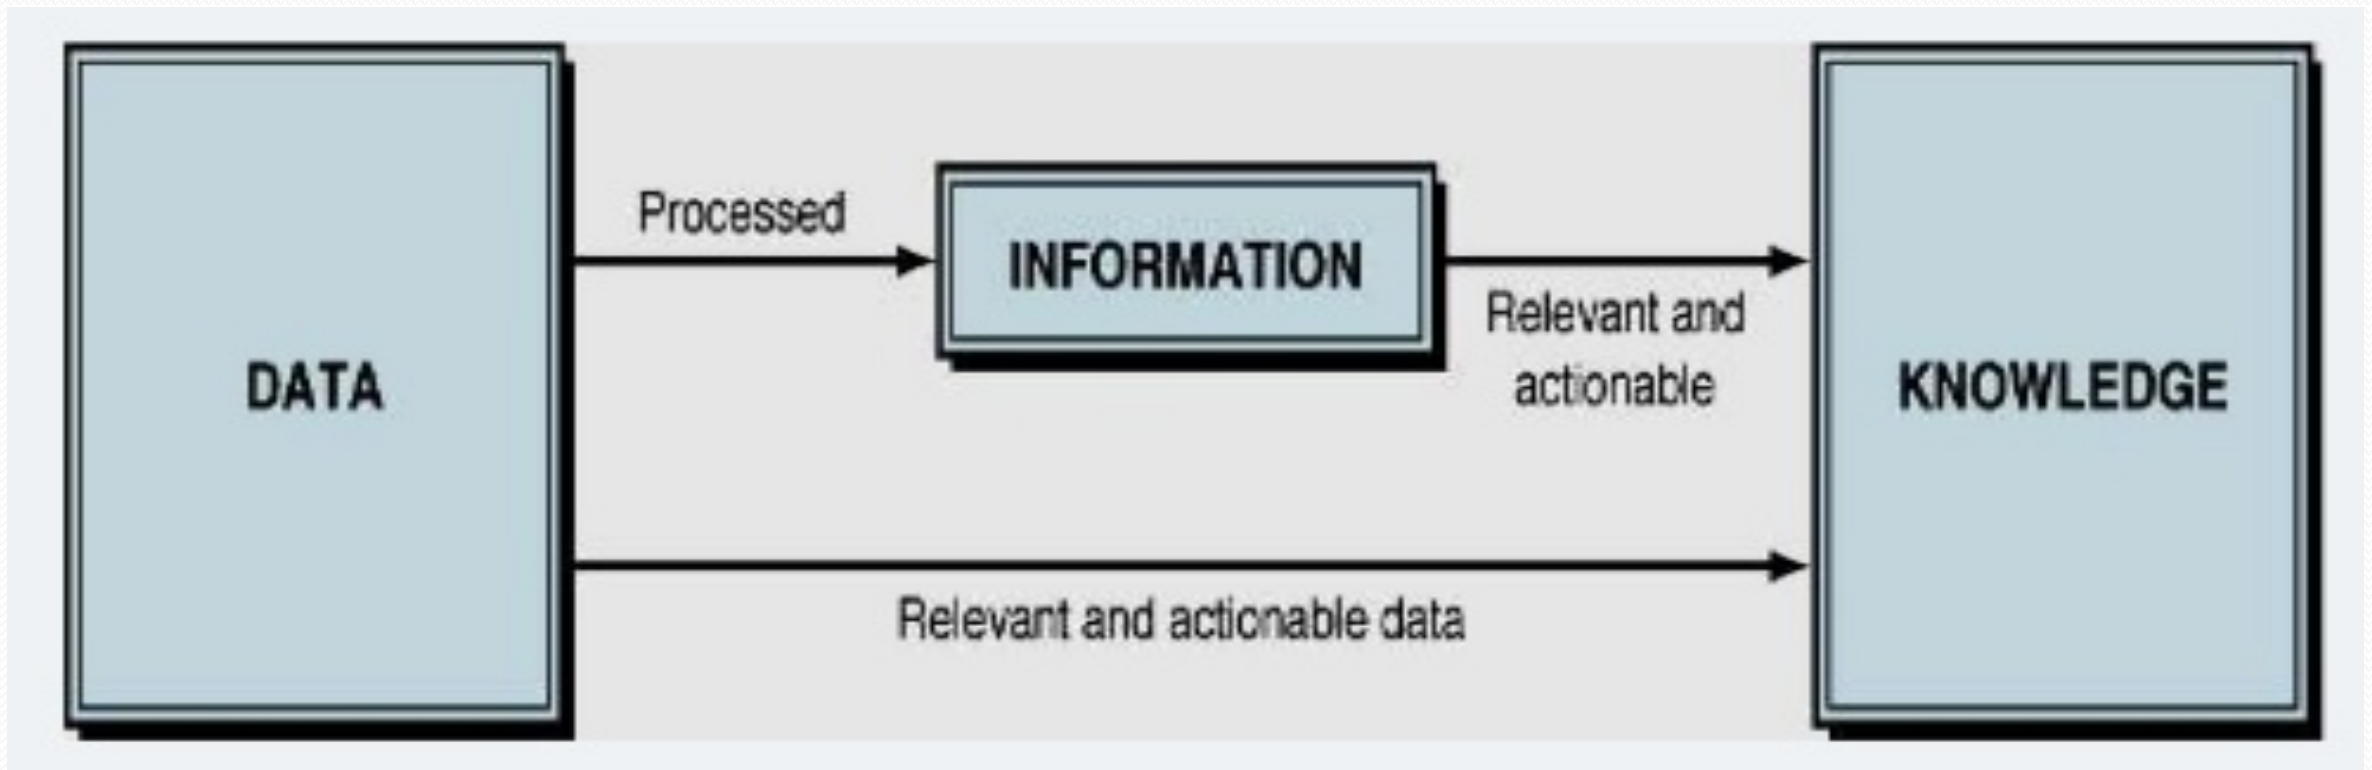 Processed
INFORMATION
Relevant and
actionable
DATA
KNOWLEDGE
Relevant and actionable data